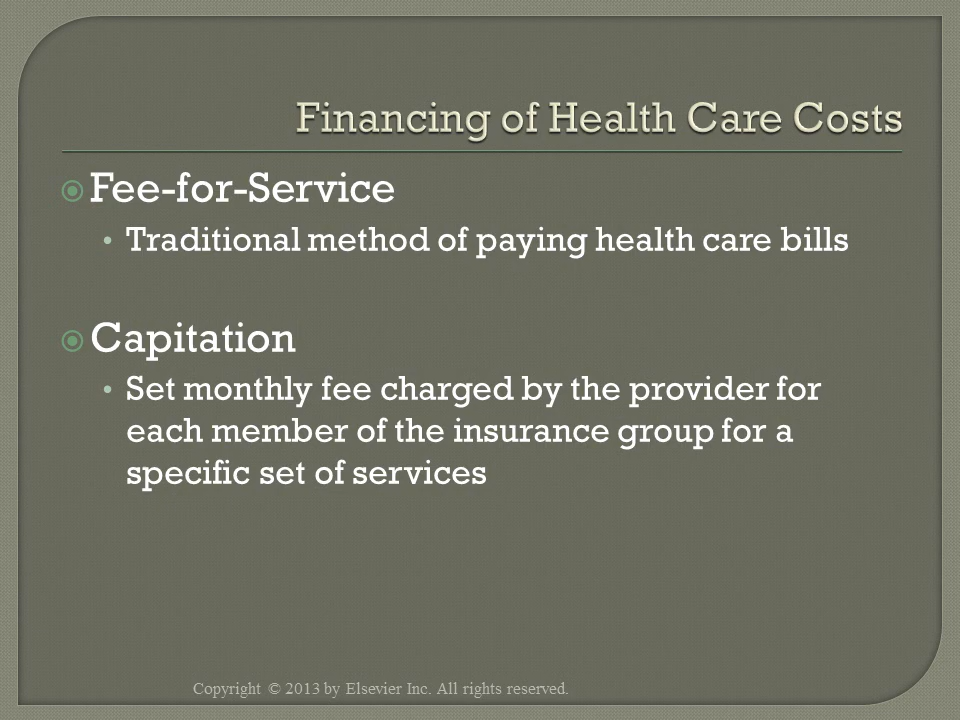 Financing of Health Care Costs
Fee-for-Service
• Traditional method of paying health care bills
Capitation
• Set monthly fee charged by the provider for
each member of the insurance group for a
specific set of services
Copyright © 2013 by Elsevier Inc. All rights reserved.